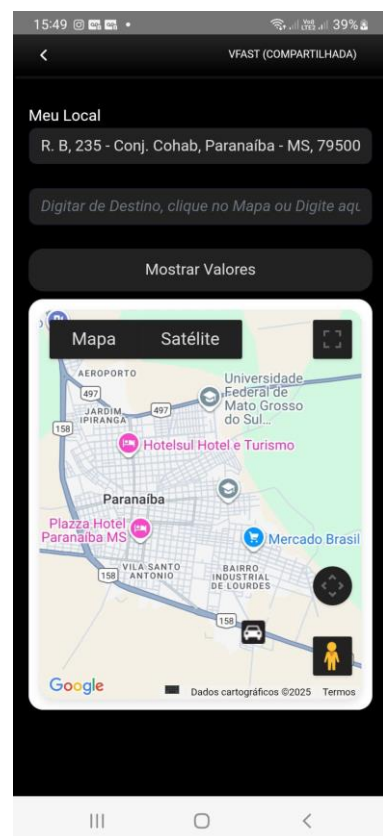 15:49
39%
VFAST (COMPARTILHADA)
Meu Local
R. B, 235 - Conj. Cohab, Paranaíba - MS, 79500
Digitar de Destino, clique no Mapa ou Digite aqu
Mostrar Valores
Mapa
Satélite
AEROPORTO
497
JARDIM
IPIRANGA
497
158
Universidade
Federal de
Mato Grosso
do Sul...
Hotelsul Hotel e Turismo
Paranaíba
Plazza Hotel
Paranaiba MS
Mercado Brasil
158
VILA SANTO
ANTONIO
BAIRRO
INDUSTRIAL
DE LOURDES
158
Google
Dados cartográficos ©2025
Termos